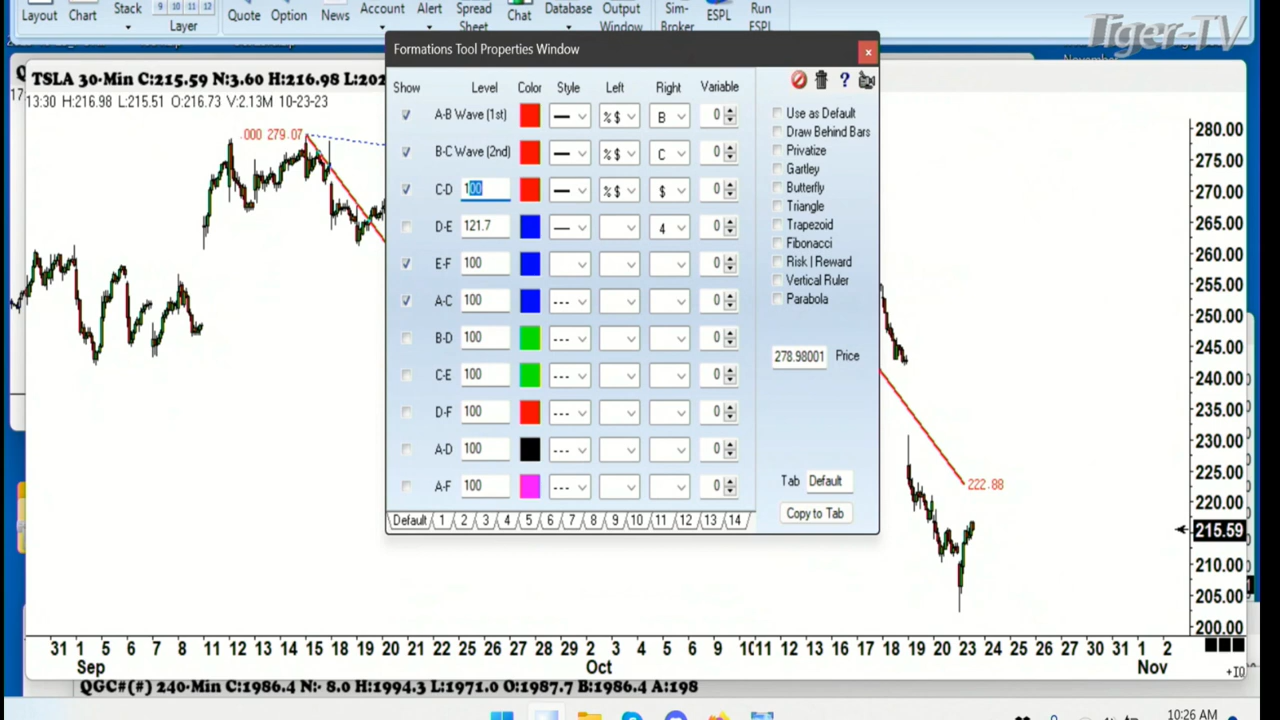 Layout Chart Stack Layer Quote Option News Account Alert Spread Sheet Chat Database Output Window Sim-Broker ESPL Run ESPL
9 10 11 12
Tiger-TV
Formations Tool Properties Window
TSLA 30-Min C:215.59 N:3.60 H:216.98 L:202
13:30 H:216.98 L:215.51 O:216.73 V:2.13M 10-23-23
Show Level Color Style Left Right Variable
A-B Wave (1st) %$ B 0
B-C Wave (2nd) %$ C 0
C-D 100 %$ $ 0
D-E 121.7 4 0
E-F 100 0
A-C 100 0
B-D 100 0
C-E 100 0
D-F 100 0
A-D 100 0
A-F 100 0
Use as Default
Draw Behind Bars
Privatize
Gartley
Butterfly
Triangle
Trapezoid
Fibonacci
Risk | Reward
Vertical Ruler
Parabola
278.98001 Price
Tab Default
Copy to Tab
Default 1 2 3 4 5 6 7 8 9 10 11 12 13 14
.000 279.07
222.88
280.00
275.00
270.00
265.00
260.00
255.00
250.00
245.00
240.00
235.00
230.00
225.00
220.00
215.59
210.00
205.00
200.00
31 1 5 6 7 8 11 12 13 14 15 18 19 20 21 22 25 26 27 28 29 2 3 4 5 6 9 10 11 12 13 16 17 18 19 20 23 24 25 26 27 30 31 1 2
Sep Oct Nov
+IQ
QGC#(#) 240-Min C:1986.4 N:- 8.0 H:1994.3 L:1971.0 O:1987.7 B:1986.4 A:198
10:26 AM